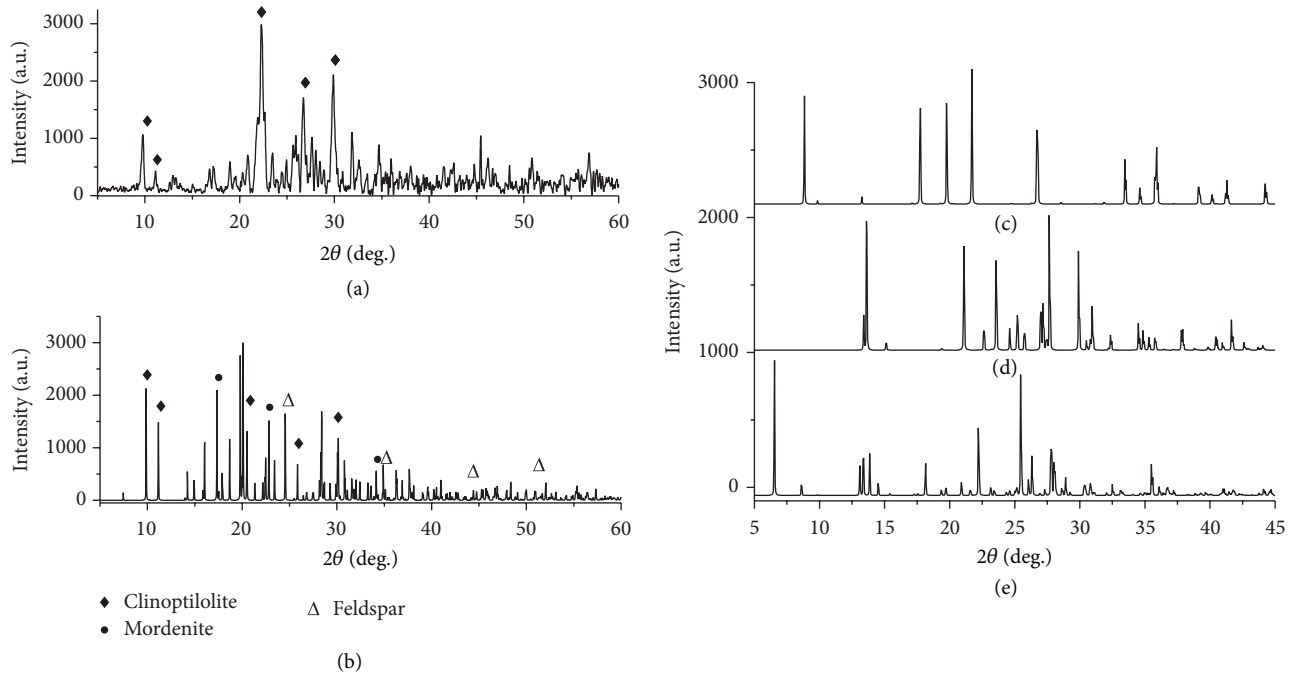 Intensity (a.u.)
3000
2000
1000
0
10
20
30
40
50
60
2θ (deg.)
(a)
Intensity (a.u.)
3000
2000
1000
0
10
20
30
40
50
60
2θ (deg.)
◆ Clinoptilolite
● Mordenite
Δ Feldspar
(b)
Intensity (a.u.)
3000
2000
1000
0
(c)
(d)
5
10
15
20
25
30
35
40
45
2θ (deg.)
(e)